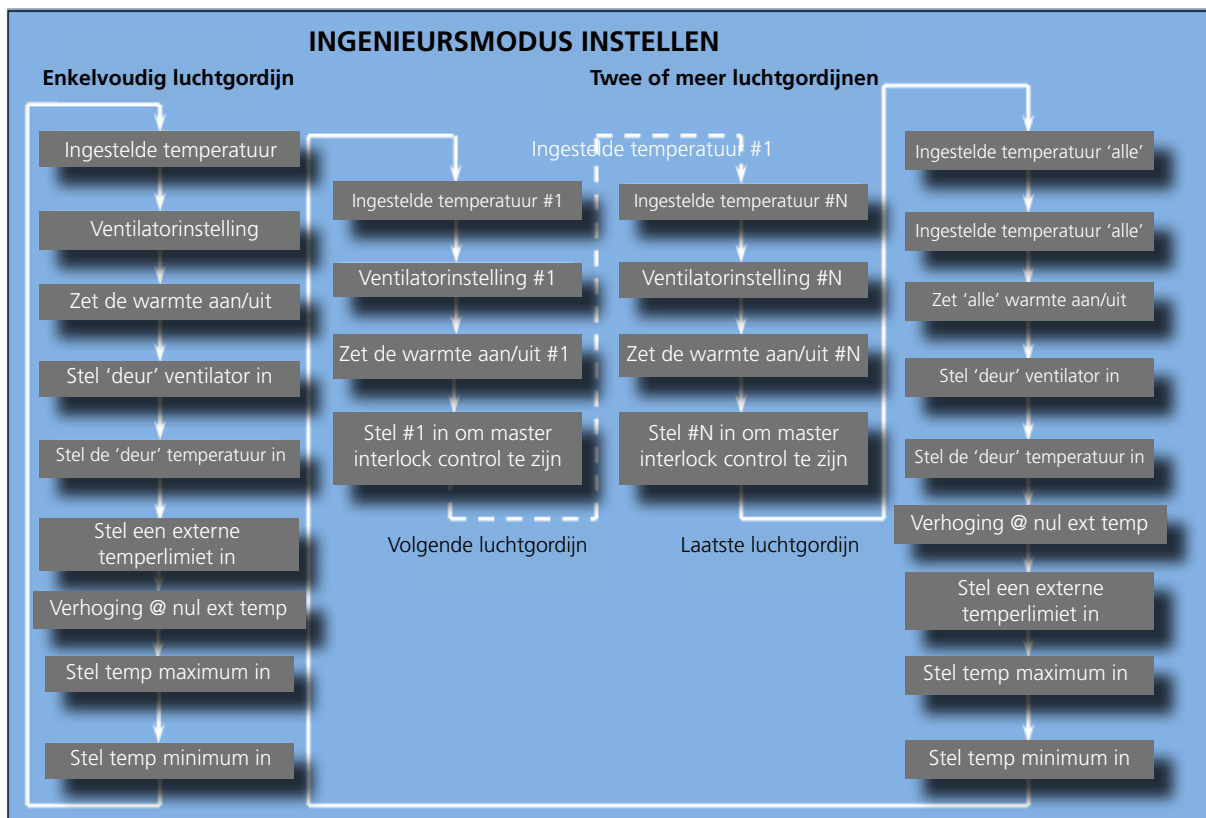 INGENIEURSMODUS INSTELLEN
Enkelvoudig luchtgordijn
Ingestelde temperatuur
Ventilatorinstelling
Zet de warmte aan/uit
Stel ‘deur’ ventilator in
Stel de ‘deur’ temperatuur in
Stel een externe
temperlimiet in
Verhoging @ nul ext temp
Stel temp maximum in
Stel temp minimum in
Twee of meer luchtgordijnen
Ingestelde temperatuur #1
Ingestelde temperatuur #1
Ventilatorinstelling #1
Zet de warmte aan/uit #1
Stel #1 in om master
interlock control te zijn
Volgende luchtgordijn
Ingestelde temperatuur #N
Ventilatorinstelling #N
Zet de warmte aan/uit #N
Stel #N in om master
interlock control te zijn
Laatste luchtgordijn
Ingestelde temperatuur ‘alle’
Ingestelde temperatuur ‘alle’
Zet ‘alle’ warmte aan/uit
Stel ‘deur’ ventilator in
Stel de ‘deur’ temperatuur in
Verhoging @ nul ext temp
Stel een externe
temperlimiet in
Stel temp maximum in
Stel temp minimum in